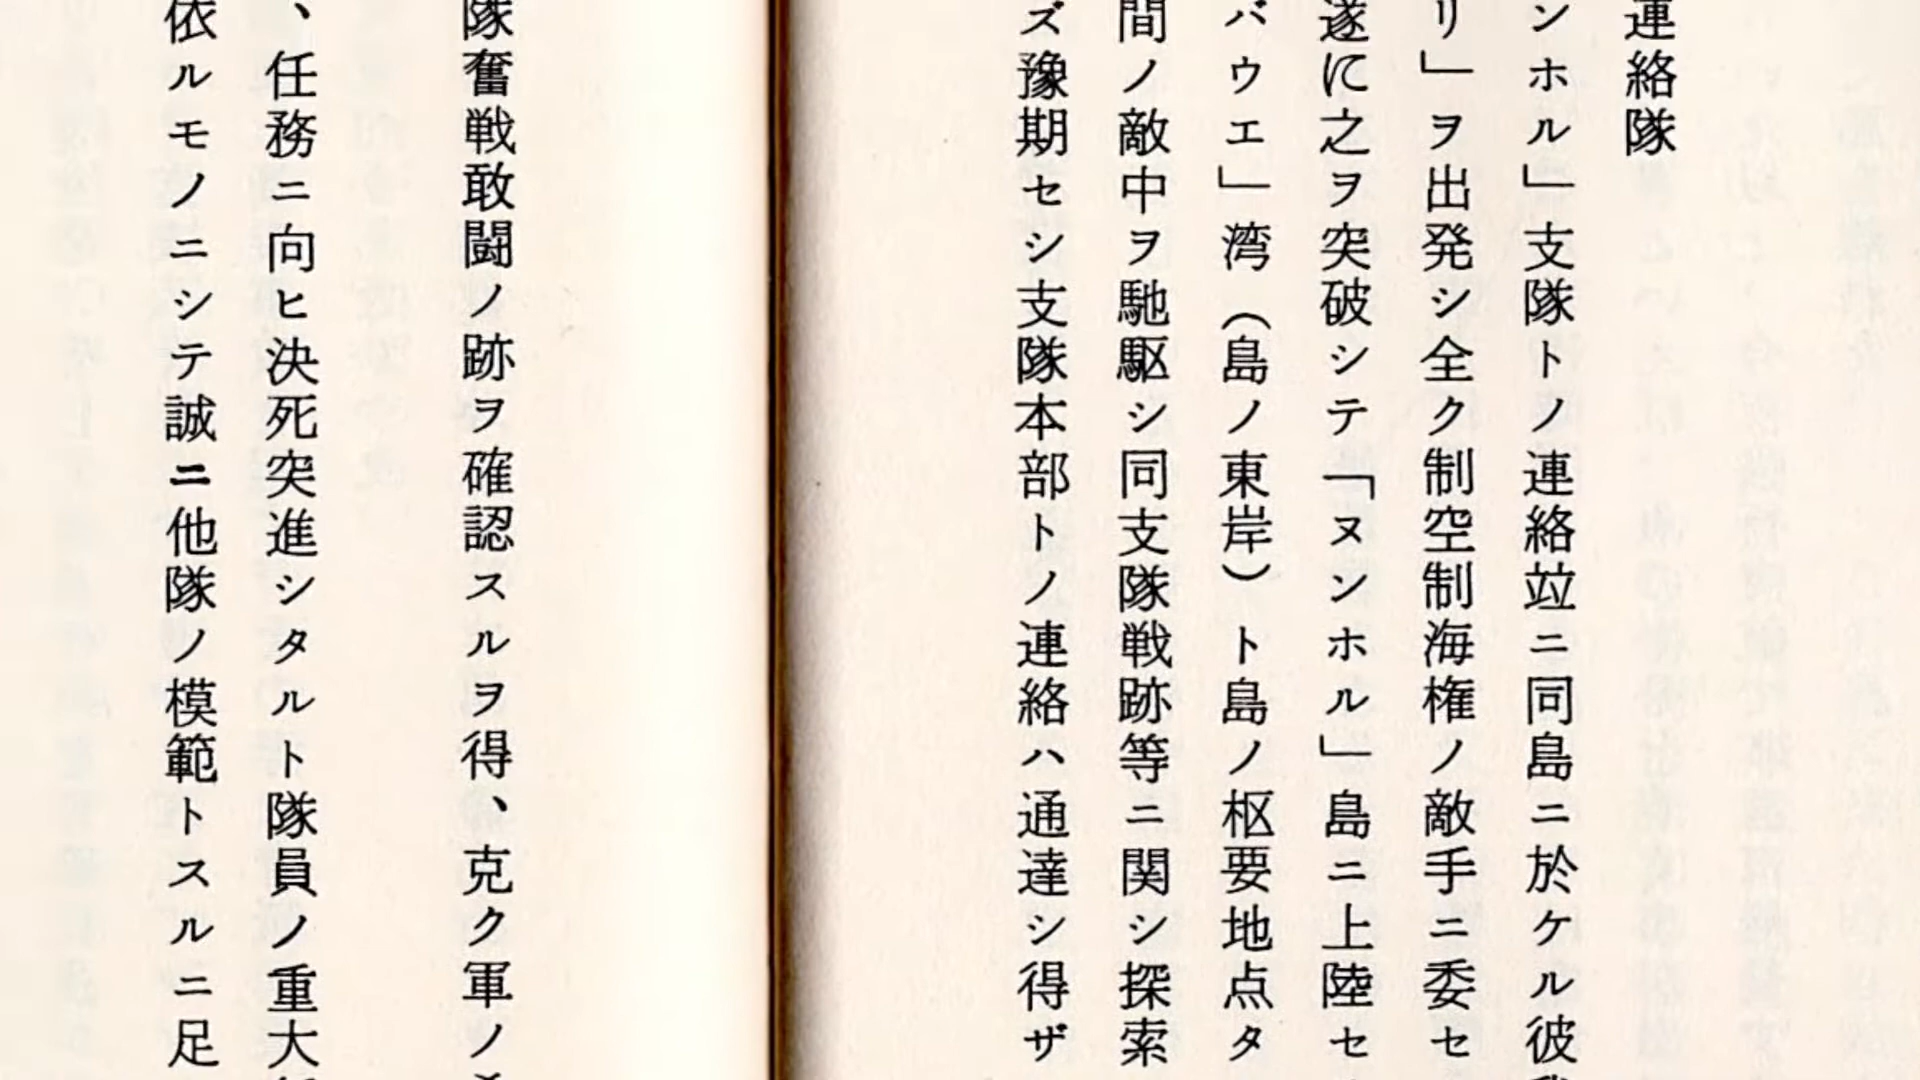 連絡隊
ンホル」支隊トノ連絡竝ニ同島ニ於ケル彼
リ」ヲ出発シ全ク制空制海権ノ敵手ニ委セ
遂に之ヲ突破シテ「ヌンホル」島ニ上陸セ
バウエ」湾(島ノ東岸)ト島ノ枢要地点タ
間ノ敵中ヲ馳駆シ同支隊戦跡等ニ関シ探索
ズ豫期セシ支隊本部トノ連絡ハ通達シ得ザ
隊奮戦敢闘ノ跡ヲ確認スルヲ得、克ク軍ノ
、任務ニ向ヒ決死突進シタルト隊員ノ重大
依ルモノニシテ誠ニ他隊ノ模範トスルニ足